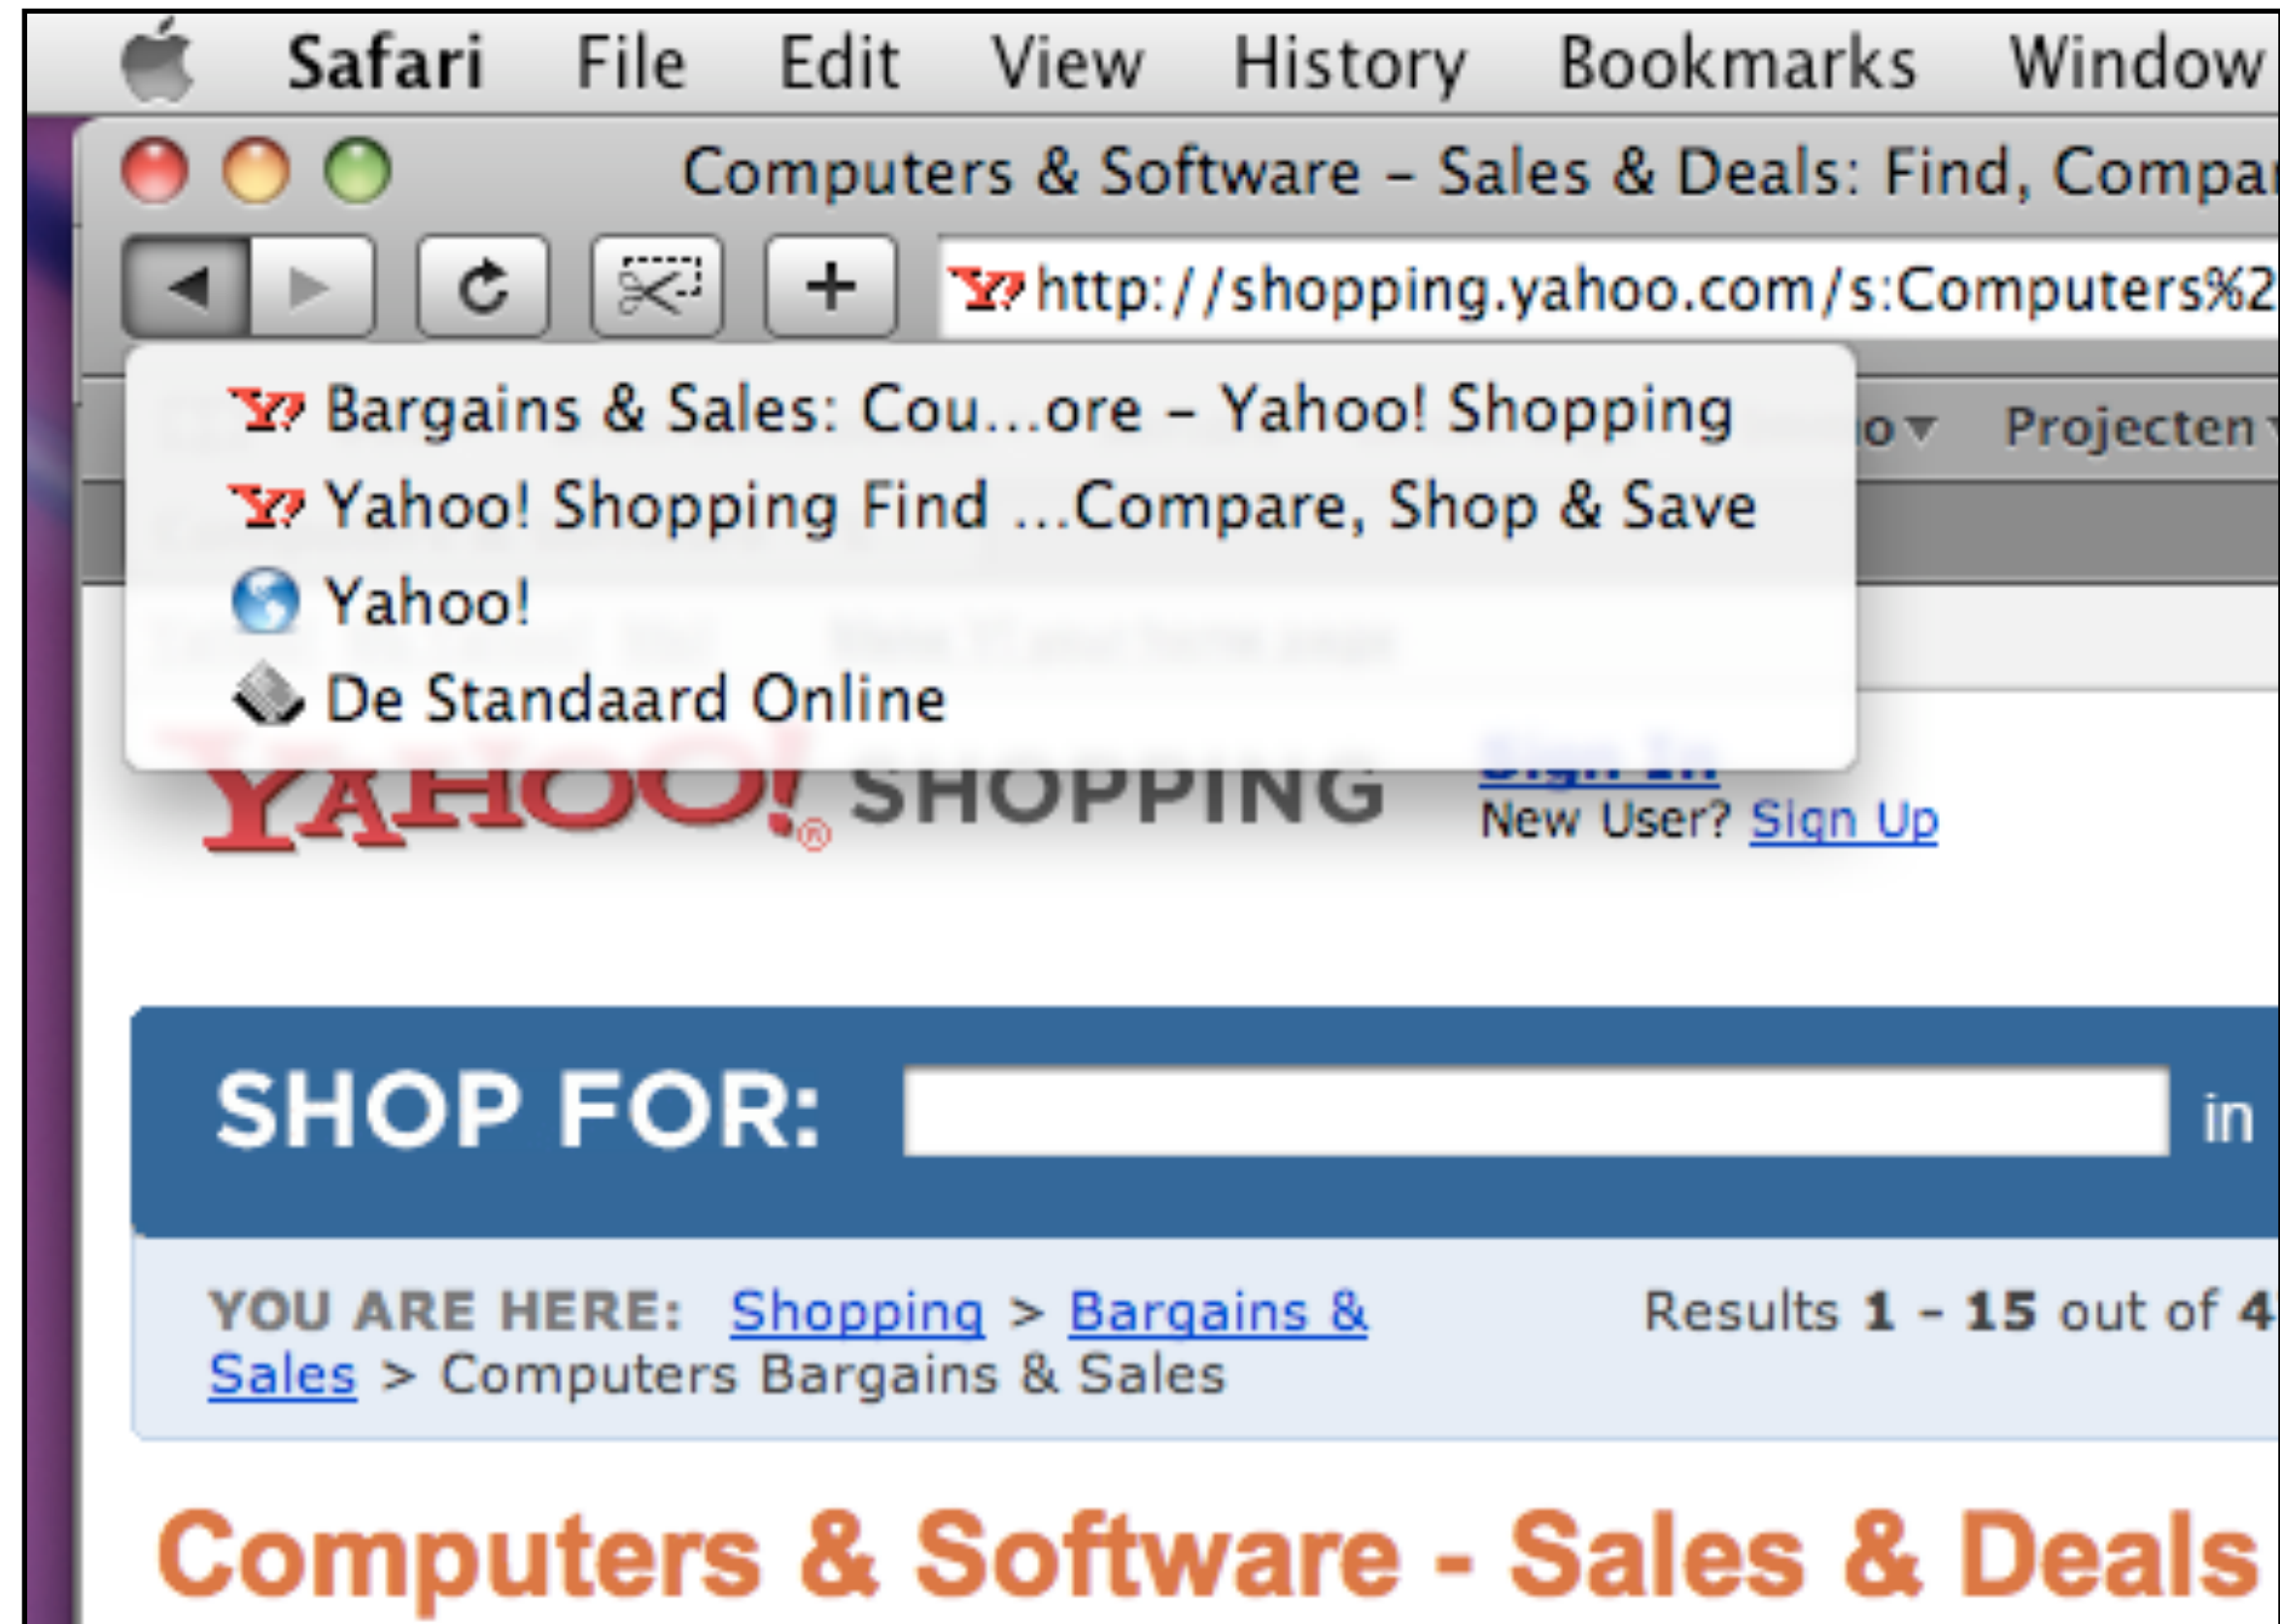 Safari File Edit View History Bookmarks Window
Computers & Software – Sales & Deals: Find, Compar
http://shopping.yahoo.com/s:Computers%2
Bargains & Sales: Cou...ore – Yahoo! Shopping
o Projecten
Yahoo! Shopping Find ...Compare, Shop & Save
Yahoo!
De Standaard Online
YAHOO!® SHOPPING
Sign In
New User? Sign Up
SHOP FOR: in
YOU ARE HERE: Shopping > Bargains &
Sales > Computers Bargains & Sales
Results 1 - 15 out of 4
Computers & Software - Sales & Deals